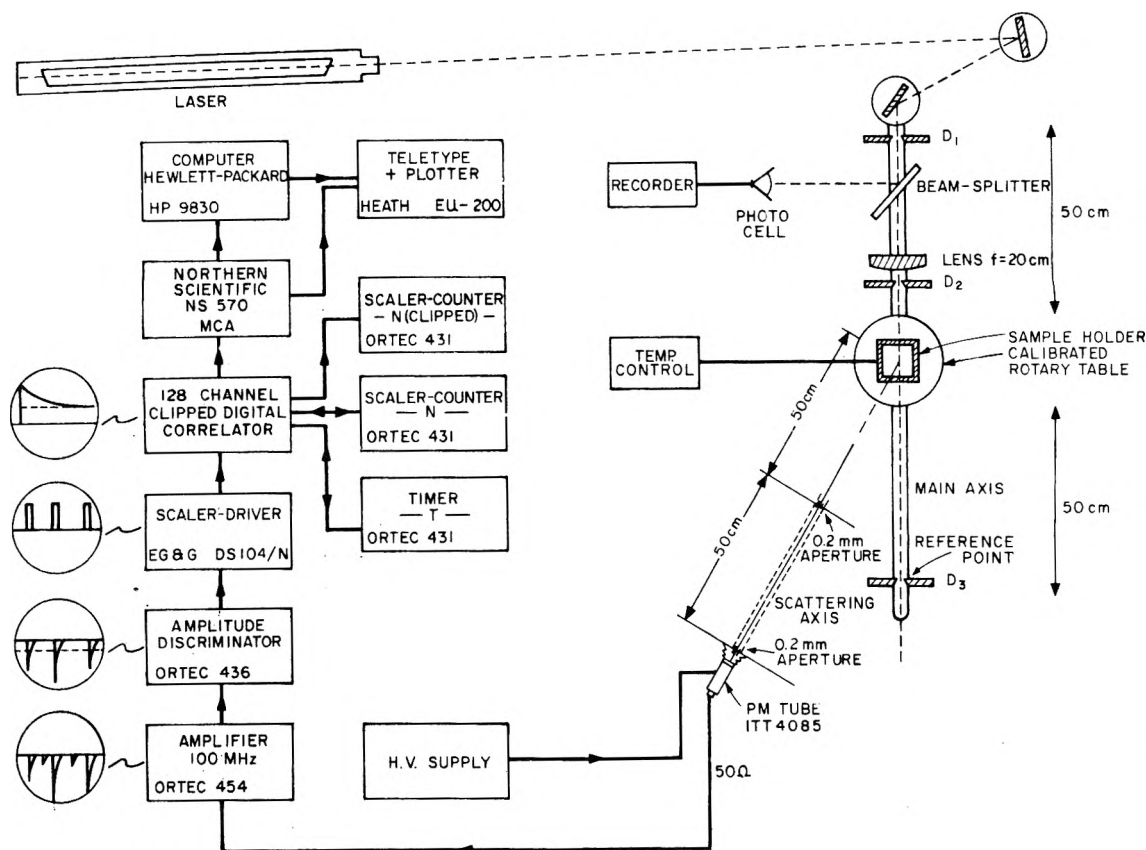 LASER
D1
BEAM-SPLITTER
RECORDER
PHOTO
CELL
50 cm
LENS f=20cm
D2
COMPUTER
HEWLETT-PACKARD
HP 9830
TELETYPE
+ PLOTTER
HEATH EU-200
NORTHERN
SCIENTIFIC
NS 570
MCA
SCALER-COUNTER
— N(CLIPPED) —
ORTEC 431
TEMP
CONTROL
SAMPLE HOLDER
CALIBRATED
ROTARY TABLE
128 CHANNEL
CLIPPED DIGITAL
CORRELATOR
SCALER-COUNTER
— N —
ORTEC 431
50cm
50cm
MAIN AXIS
50 cm
SCALER-DRIVER
EG&G DS104/N
TIMER
— T —
ORTEC 431
0.2 mm
APERTURE
REFERENCE
POINT
D3
SCATTERING
AXIS
AMPLITUDE
DISCRIMINATOR
ORTEC 436
0.2 mm
APERTURE
PM TUBE
ITT 4085
AMPLIFIER
100 MHz
ORTEC 454
H.V. SUPPLY
50Ω